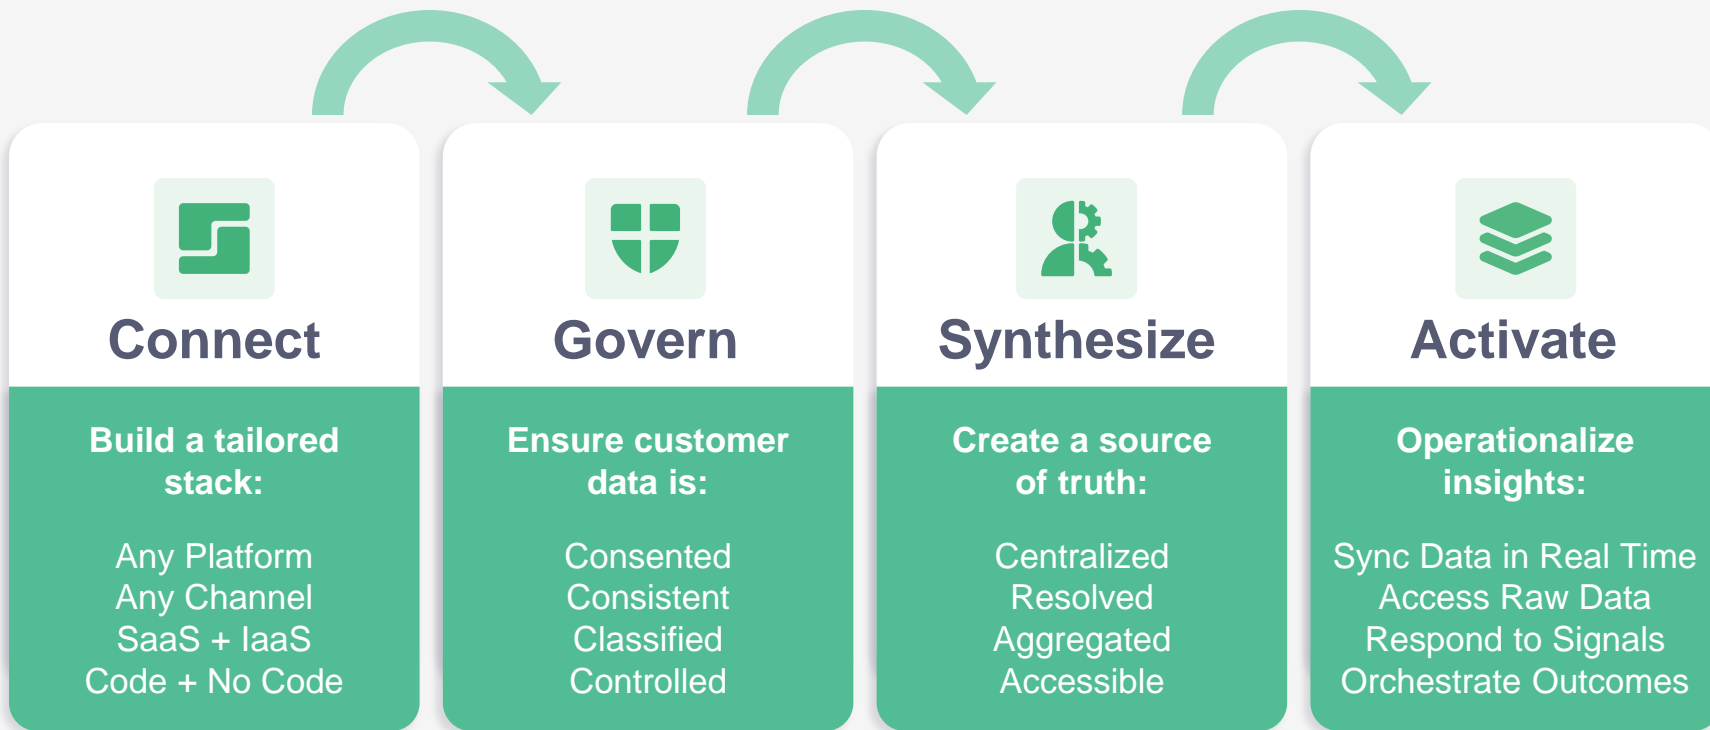 Connect
Build a tailored
stack:
Any Platform
Any Channel
SaaS + IaaS
Code + No Code
Govern
Ensure customer
data is:
Consented
Consistent
Classified
Controlled
Synthesize
Create a source
of truth:
Centralized
Resolved
Aggregated
Accessible
Activate
Operationalize
insights:
Sync Data in Real Time
Access Raw Data
Respond to Signals
Orchestrate Outcomes